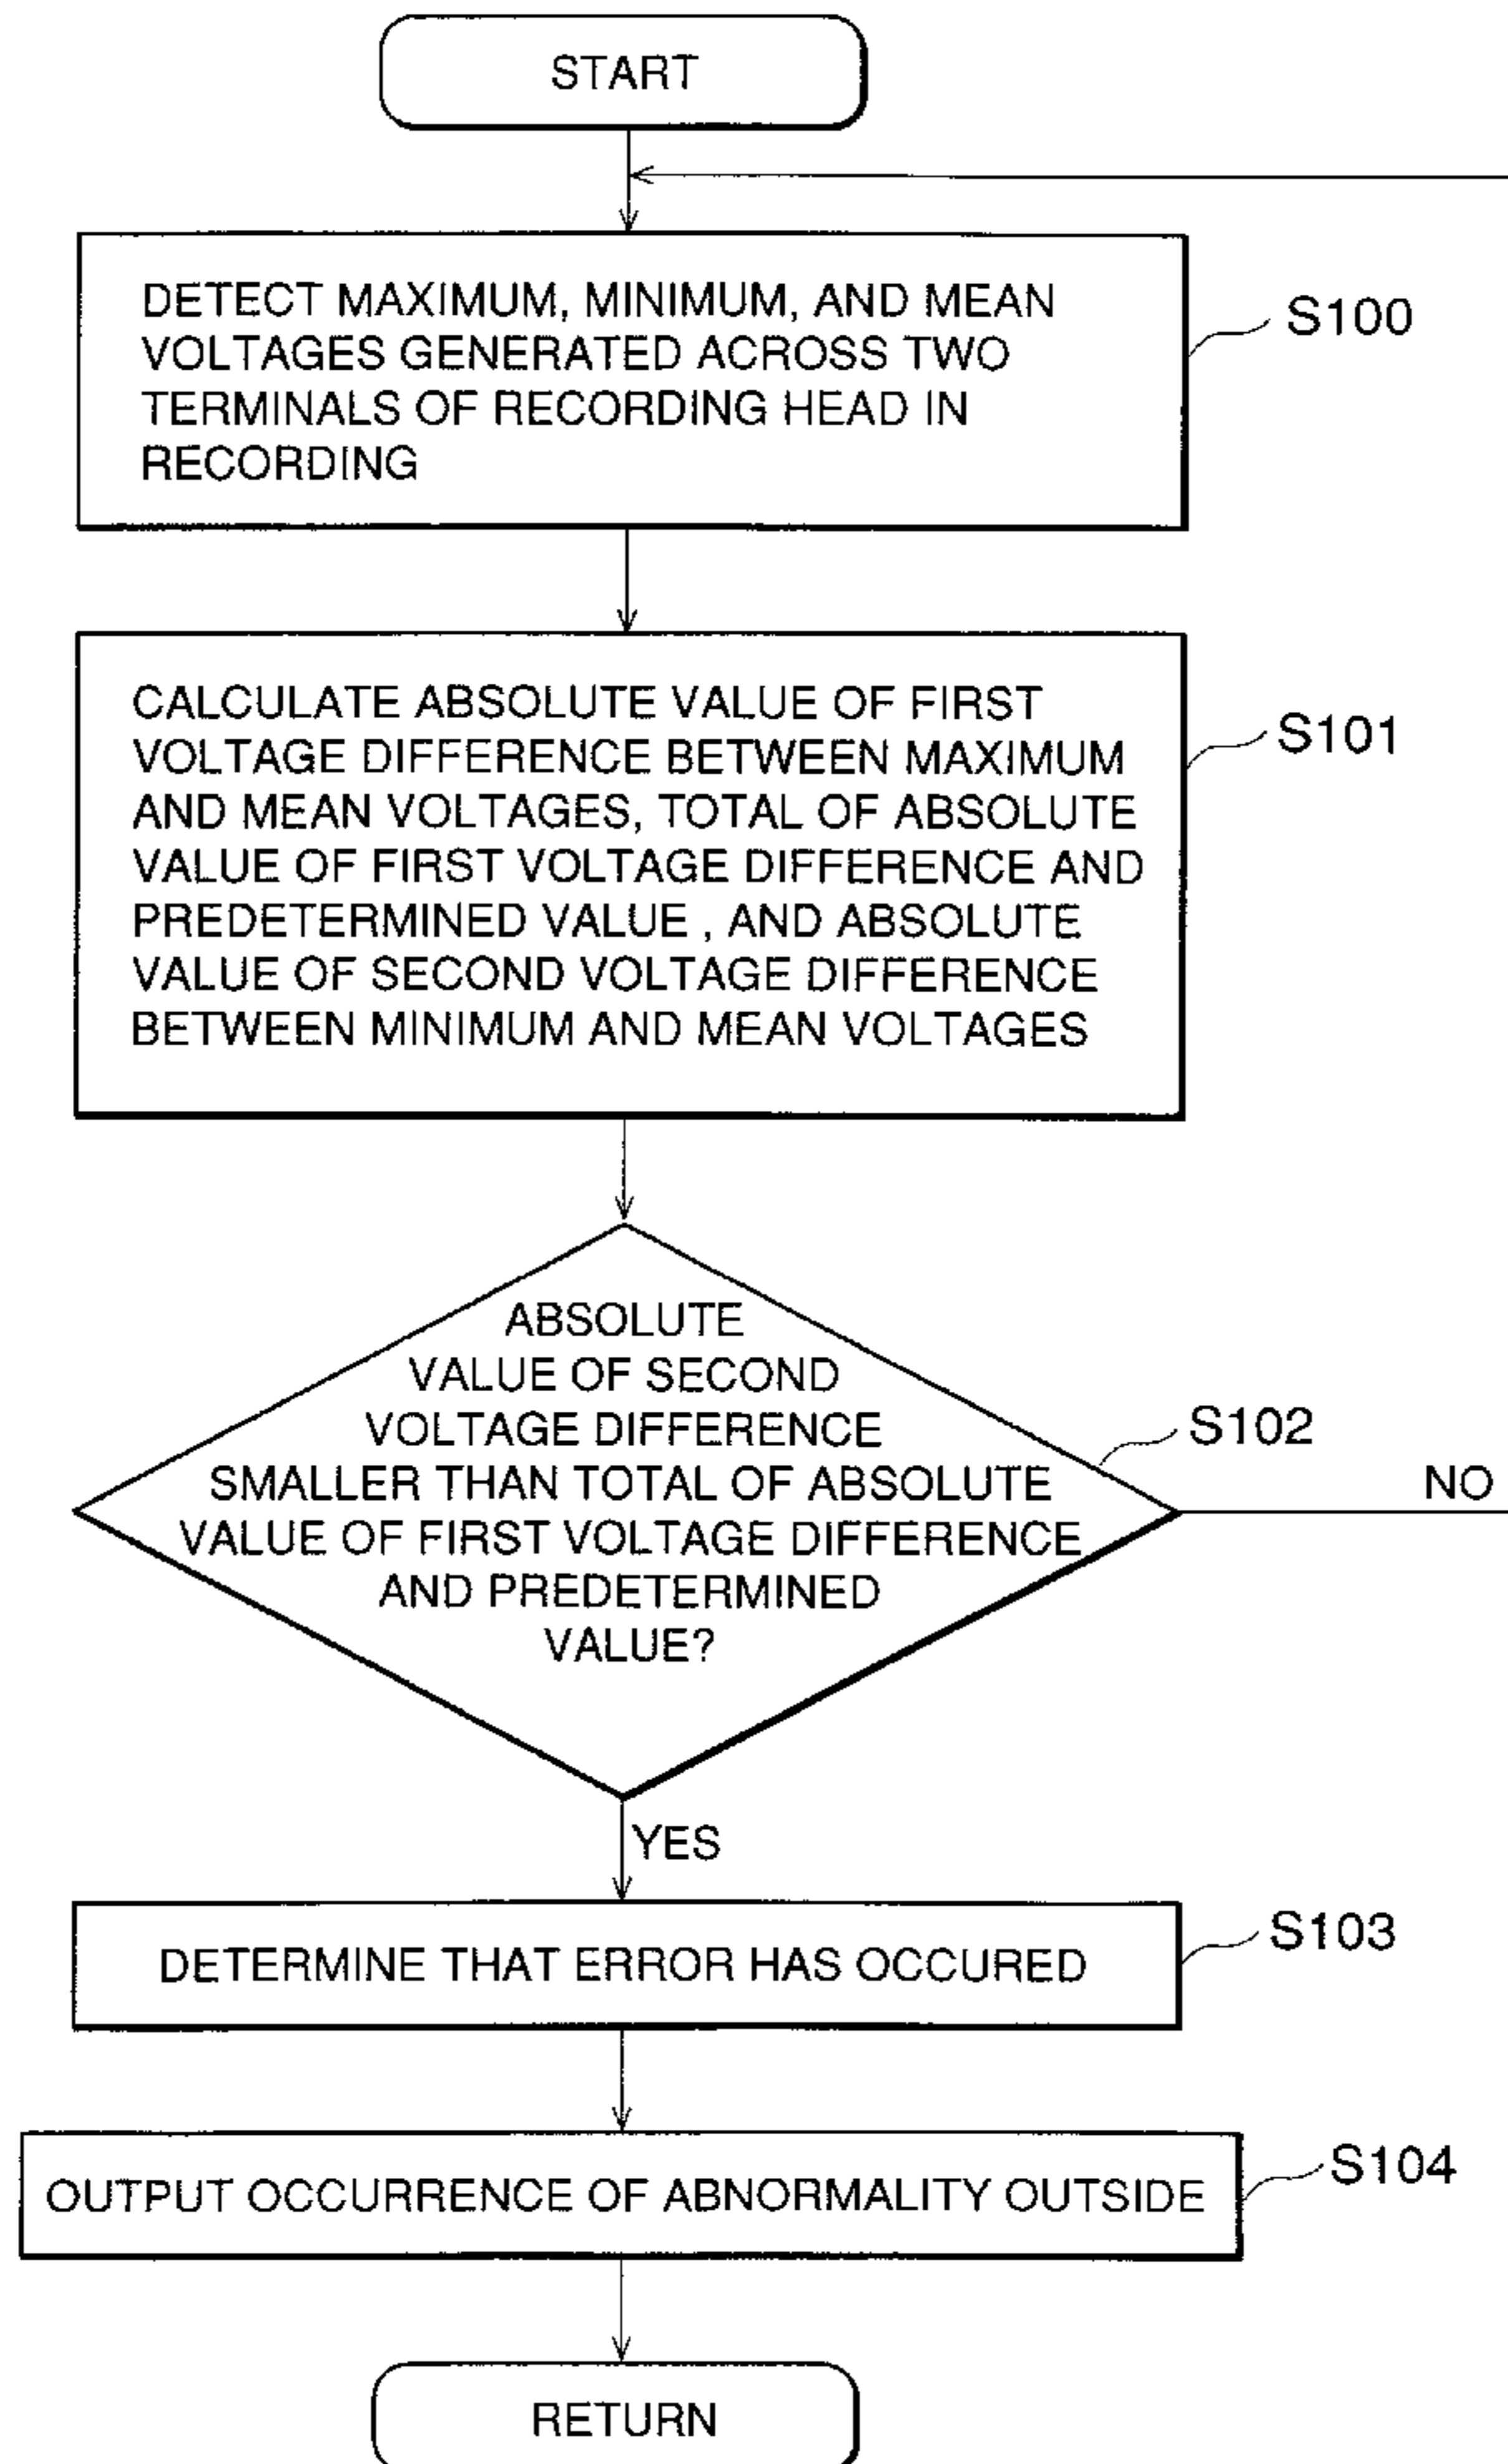 START
DETECT MAXIMUM, MINIMUM, AND MEAN
VOLTAGES GENERATED ACROSS TWO
TERMINALS OF RECORDING HEAD IN
RECORDING
S100
CALCULATE ABSOLUTE VALUE OF FIRST
VOLTAGE DIFFERENCE BETWEEN MAXIMUM
AND MEAN VOLTAGES, TOTAL OF ABSOLUTE
VALUE OF FIRST VOLTAGE DIFFERENCE AND
PREDETERMINED VALUE , AND ABSOLUTE
VALUE OF SECOND VOLTAGE DIFFERENCE
BETWEEN MINIMUM AND MEAN VOLTAGES
S101
ABSOLUTE
VALUE OF SECOND
VOLTAGE DIFFERENCE
SMALLER THAN TOTAL OF ABSOLUTE
VALUE OF FIRST VOLTAGE DIFFERENCE
AND PREDETERMINED
VALUE?
S102
NO
YES
DETERMINE THAT ERROR HAS OCCURED
S103
OUTPUT OCCURRENCE OF ABNORMALITY OUTSIDE
S104
RETURN